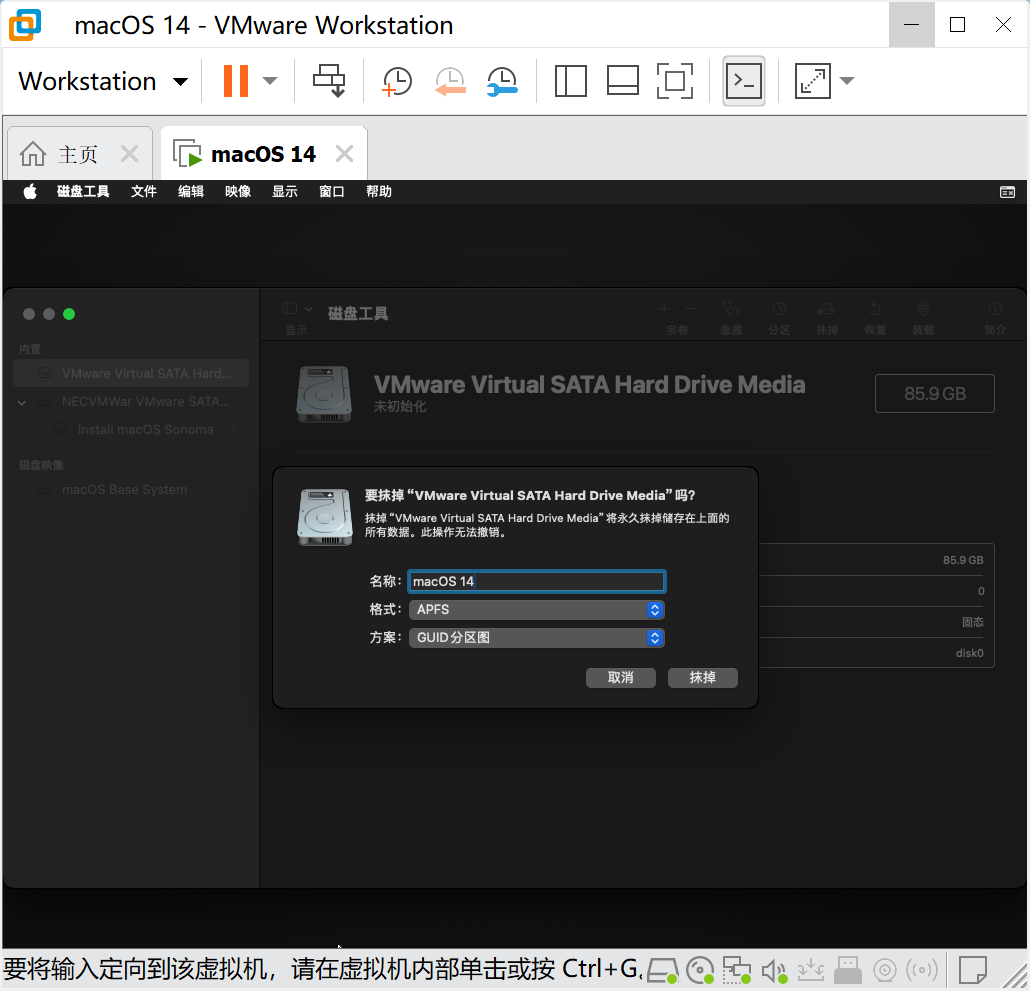 macOS 14 - VMware Workstation
Workstation
主页
macOS 14
磁盘工具 文件 编辑 映像 显示 窗口 帮助
显示
磁盘工具
宗卷 急救 分区 抹掉 恢复 装载 简介
内置
VMware Virtual SATA Hard...
NECVMWar VMware SATA...
Install macOS Sonoma
磁盘映像
macOS Base System
VMware Virtual SATA Hard Drive Media
未初始化
85.9 GB
要抹掉“VMware Virtual SATA Hard Drive Media”吗?
抹掉“VMware Virtual SATA Hard Drive Media”将永久抹掉储存在上面的
所有数据。此操作无法撤销。
名称: macOS 14
格式: APFS
方案: GUID分区图
取消 抹掉
85.9 GB
0
固态
disk0
要将输入定向到该虚拟机，请在虚拟机内部单击或按 Ctrl+G。